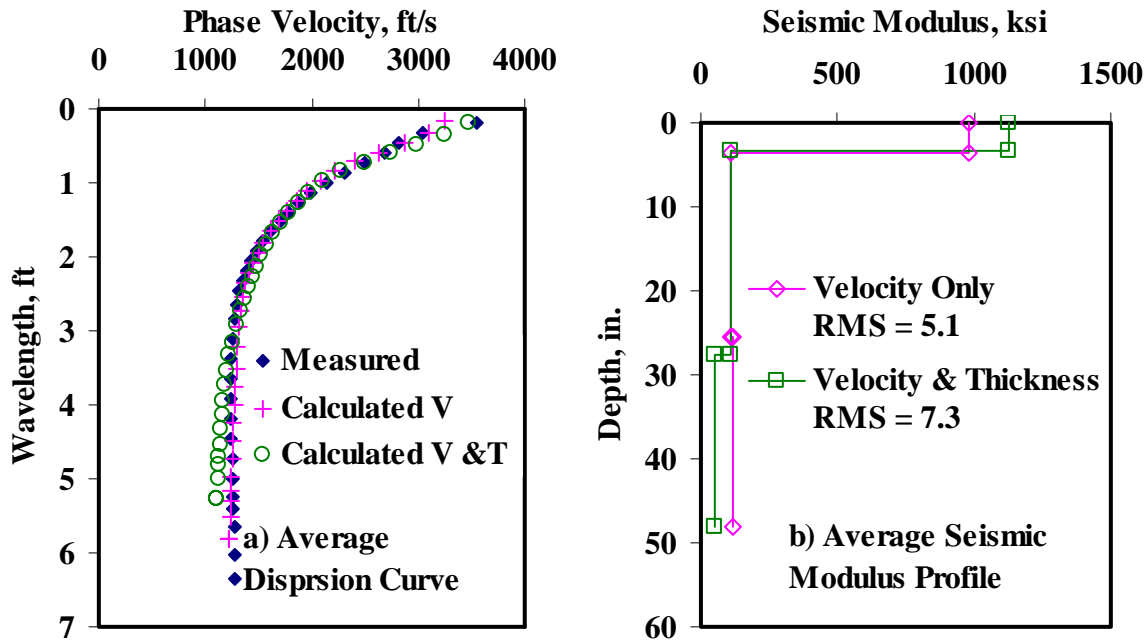 Phase Velocity, ft/s
0 1000 2000 3000 4000
0
1
2
3
4
5
6
7
Wavelength, ft
Measured
Calculated V
Calculated V &T
a) Average
Disprsion Curve
Seismic Modulus, ksi
0 500 1000 1500
0
10
20
30
40
50
60
Depth, in.
Velocity Only
RMS = 5.1
Velocity & Thickness
RMS = 7.3
b) Average Seismic
Modulus Profile